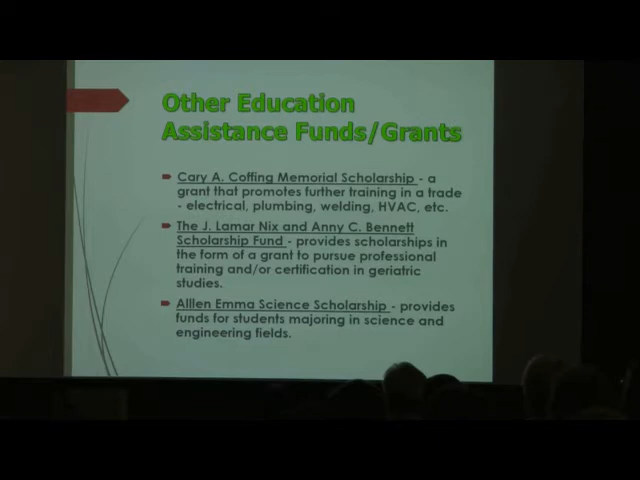 Other Education
Assistance Funds/Grants
Cary A. Coffing Memorial Scholarship - a
grant that promotes further training in a trade
- electrical, plumbing, welding, HVAC, etc.
The J. Lamar Nix and Anny C. Bennett
Scholarship Fund - provides scholarships in
the form of a grant to pursue professional
training and/or certification in geriatric
studies.
Alllen Emma Science Scholarship - provides
funds for students majoring in science and
engineering fields.